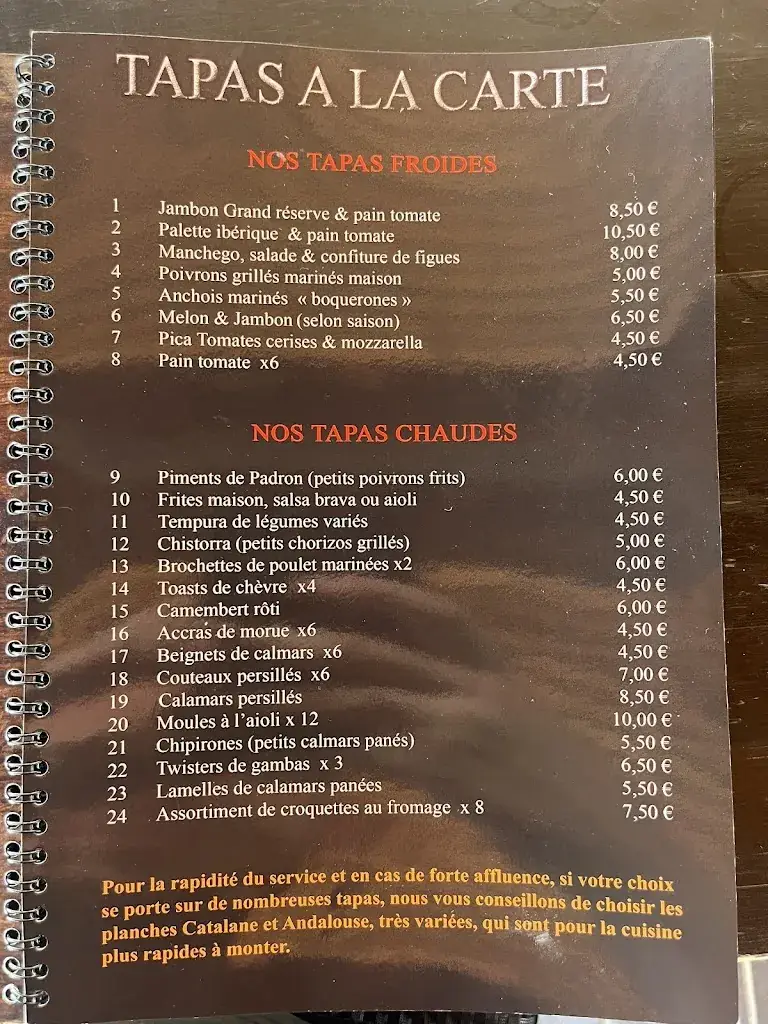 TAPAS A LA CARTE
NOS TAPAS FROIDES
1 Jambon Grand réserve & pain tomate 8,50 €
2 Palette ibérique & pain tomate 10,50 €
3 Manchego, salade & confiture de figues 8,00 €
4 Poivrons grillés marinés maison 5,00 €
5 Anchois marinés « boquerones » 5,50 €
6 Melon & Jambon (selon saison) 6,50 €
7 Pica Tomates cerises & mozzarella 4,50 €
8 Pain tomate x6 4,50 €
NOS TAPAS CHAUDES
9 Piments de Padron (petits poivrons frits) 6,00 €
10 Frites maison, salsa brava ou aioli 4,50 €
11 Tempura de légumes variés 4,50 €
12 Chistorra (petits chorizos grillés) 5,00 €
13 Brochettes de poulet marinées x2 6,00 €
14 Toasts de chèvre x4 4,50 €
15 Camembert rôti 6,00 €
16 Accras de morue x6 4,50 €
17 Beignets de calmars x6 4,50 €
18 Couteaux persillés x6 7,00 €
19 Calamars persillés 8,50 €
20 Moules à l'aioli x 12 10,00 €
21 Chipirones (petits calmars panés) 5,50 €
22 Twisters de gambas x 3 6,50 €
23 Lamelles de calamars panées 5,50 €
24 Assortiment de croquettes au fromage x 8 7,50 €
Pour la rapidité du service et en cas de forte affluence, si votre choix
se porte sur de nombreuses tapas, nous vous conseillons de choisir les
planches Catalane et Andalouse, très variées, qui sont pour la cuisine
plus rapides à monter.